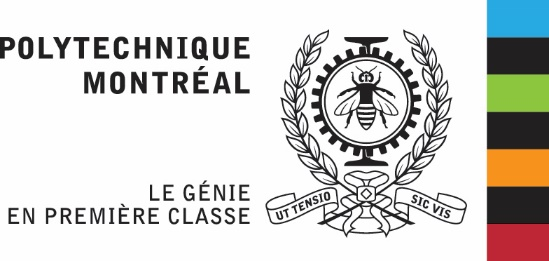 POLYTECHNIQUE
MONTRÉAL
LE GÉNIE
EN PREMIÈRE CLASSE
UT TENSIO
SIC VIS